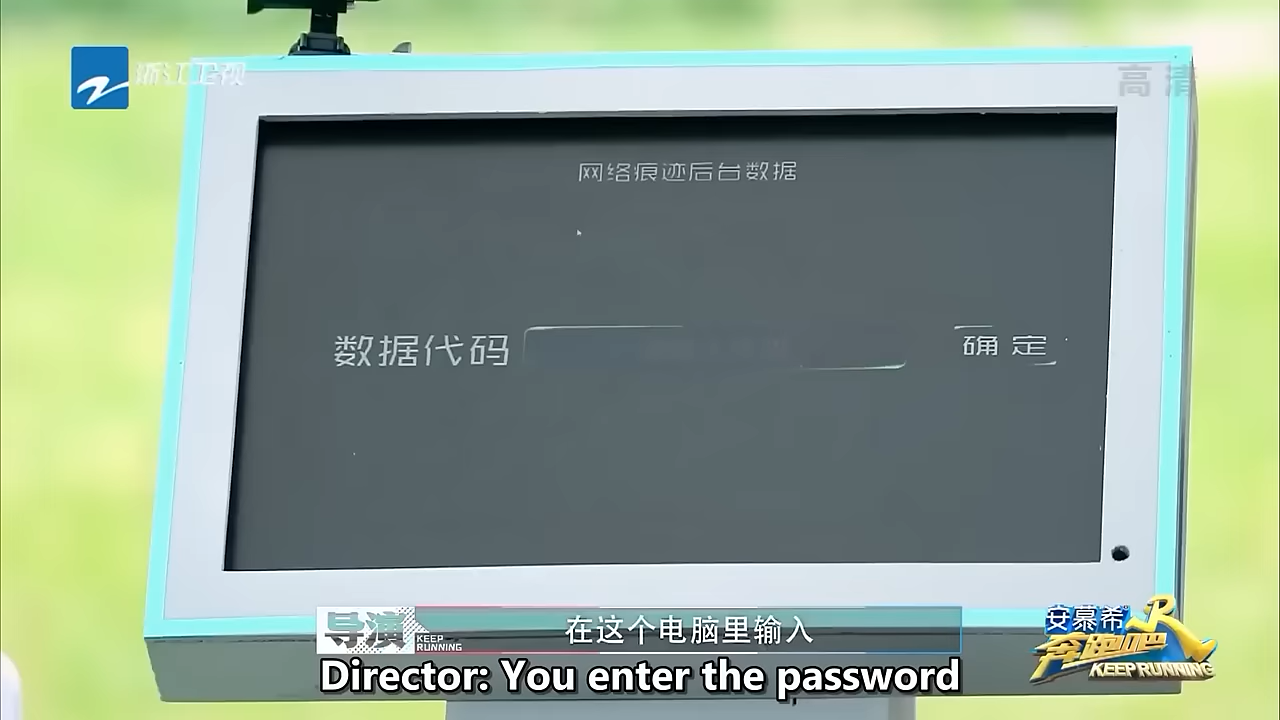 浙江卫视
高清
网络痕迹后台数据
数据代码
确定
导演
KEEP
RUNNING
在这个电脑里输入
Director: You enter the password
安慕希
奔跑吧
KEEP RUNNING